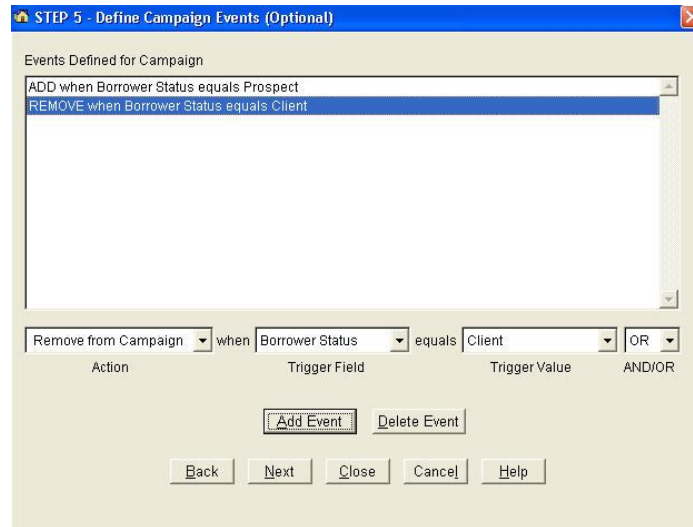 STEP 5 - Define Campaign Events (Optional)
Events Defined for Campaign
ADD when Borrower Status equals Prospect
REMOVE when Borrower Status equals Client
Remove from Campaign when Borrower Status equals Client OR
Action Trigger Field Trigger Value AND/OR
Add Event Delete Event
Back Next Close Cancel Help